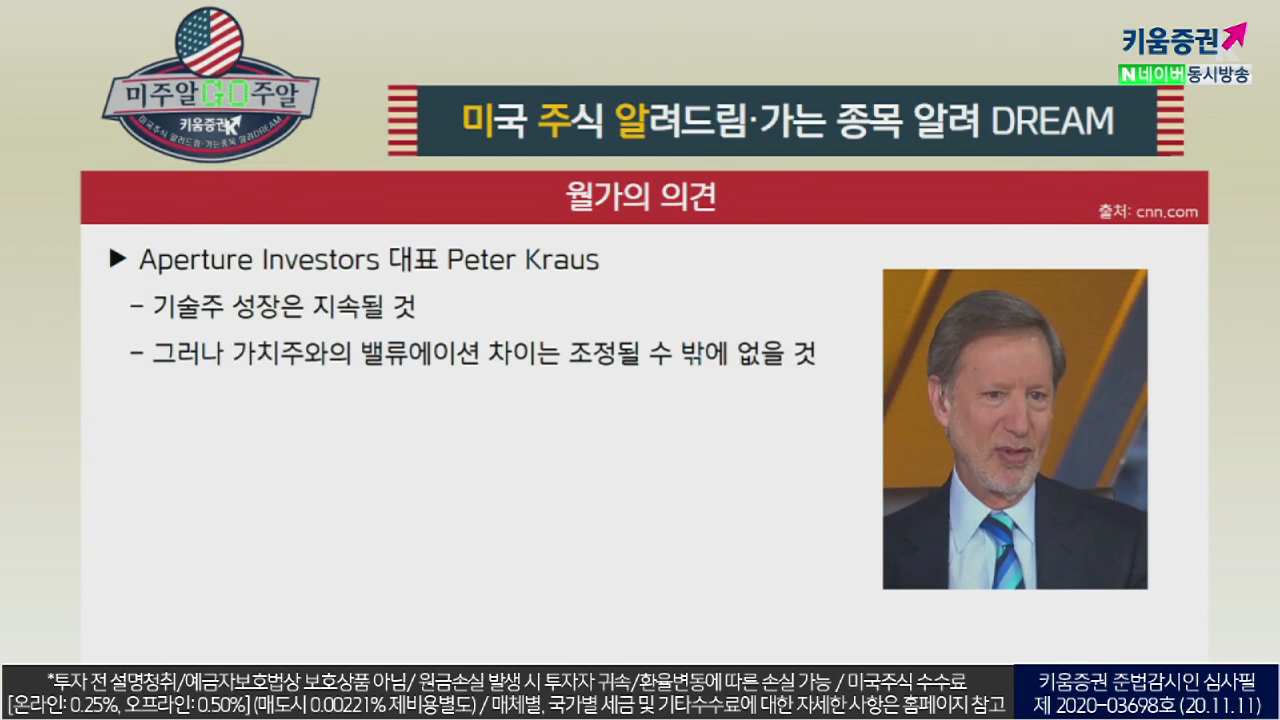 미주알GO주알
키움증권
미국주식 알려드림·가는종목 알려DREAM
미국 주식 알려드림·가는 종목 알려 DREAM
키움증권
N 네이버 동시방송
월가의 의견
출처: cnn.com
▶ Aperture Investors 대표 Peter Kraus
- 기술주 성장은 지속될 것
- 그러나 가치주와의 밸류에이션 차이는 조정될 수 밖에 없을 것
*투자 전 설명청취/예금자보호법상 보호상품 아님/ 원금손실 발생 시 투자자 귀속/환율변동에 따른 손실 가능 / 미국주식 수수료
[온라인: 0.25%, 오프라인: 0.50%] (매도시 0.00221% 제비용별도) / 매체별, 국가별 세금 및 기타수수료에 대한 자세한 사항은 홈페이지 참고
키움증권 준법감시인 심사필
제 2020-03698호 (20.11.11)